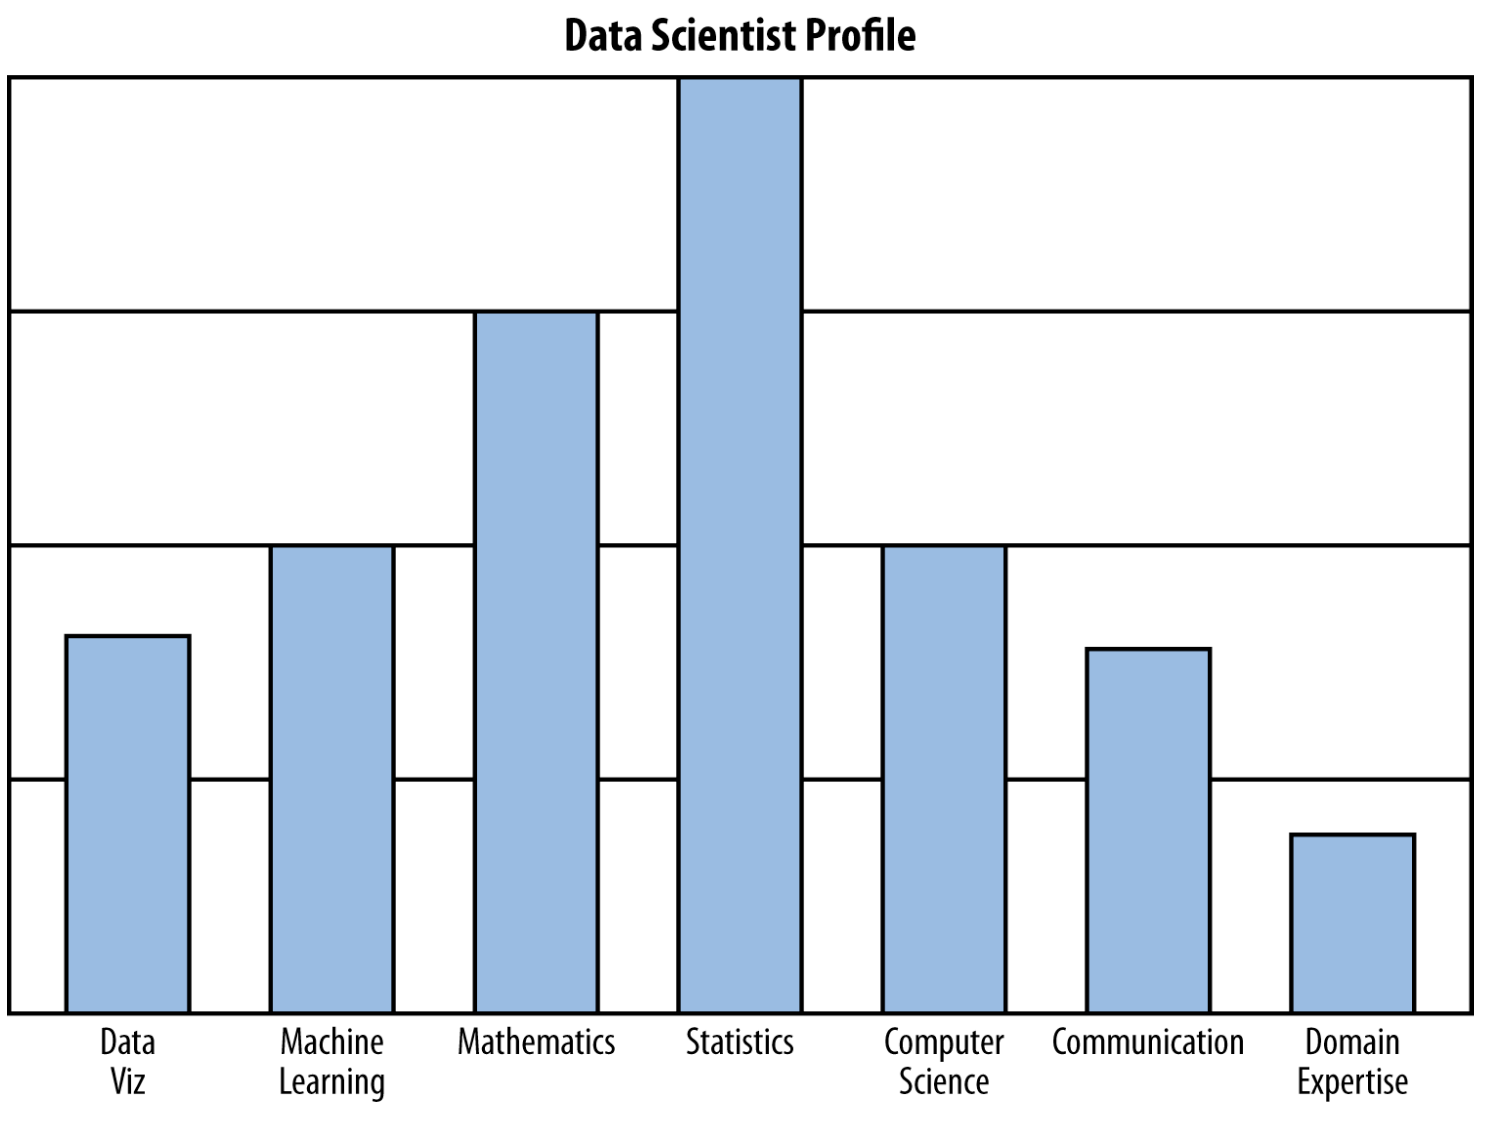 Data Scientist Profile
Data
Viz
Machine
Learning
Mathematics
Statistics
Computer
Science
Communication
Domain
Expertise